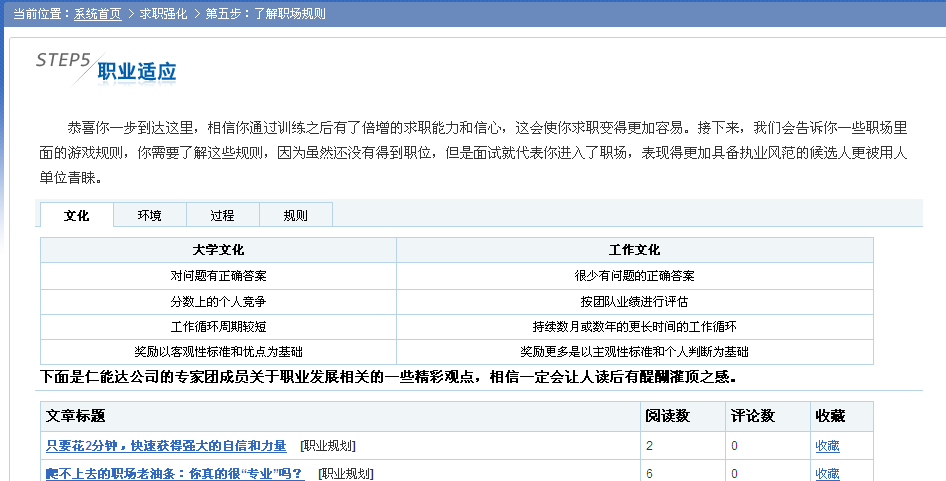 当前位置：系统首页 > 求职强化 > 第五步：了解职场规则
STEP5 职业适应
恭喜你一步到达这里，相信你通过训练之后有了倍增的求职能力和信心，这会使你求职变得更加容易。接下来，我们会告诉你一些职场里
面的游戏规则，你需要了解这些规则，因为虽然还没有得到职位，但是面试就代表你进入了职场，表现得更加具备执业风范的候选人更被用人
单位青睐。
文化 环境 过程 规则
大学文化 工作文化
对问题有正确答案 很少有问题的正确答案
分数上的个人竞争 按团队业绩进行评估
工作循环周期较短 持续数月或数年的更长时间的工作循环
奖励以客观性标准和优点为基础 奖励更多是以主观性标准和个人判断为基础
下面是仁能达公司的专家团成员关于职业发展相关的一些精彩观点，相信一定会让人读后有醍醐灌顶之感。
文章标题 阅读数 评论数 收藏
只要花2分钟，快速获得强大的自信和力量 [职业规划] 2 0 收藏
爬不上去的职场老油条：你真的很“专业”吗？ [职业规划] 6 0 收藏